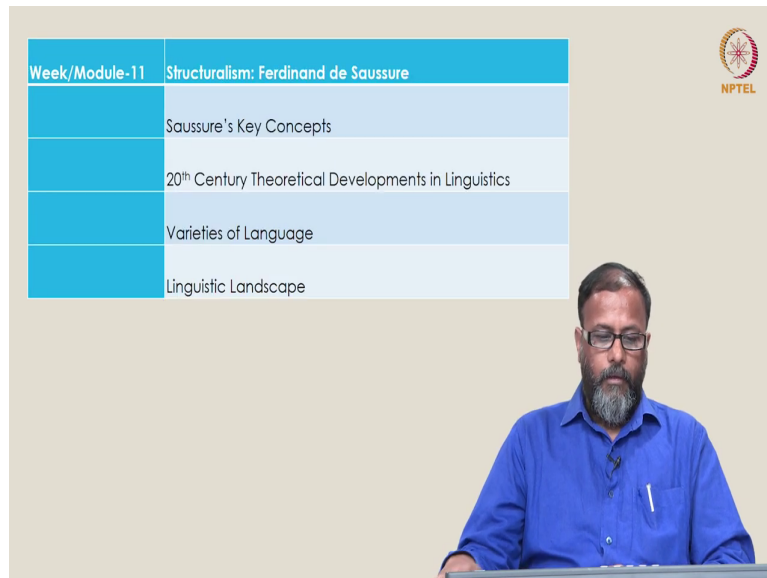 Week/Module-11 Structuralism: Ferdinand de Saussure
Saussure's Key Concepts
20th Century Theoretical Developments in Linguistics
Varieties of Language
Linguistic Landscape
NPTEL